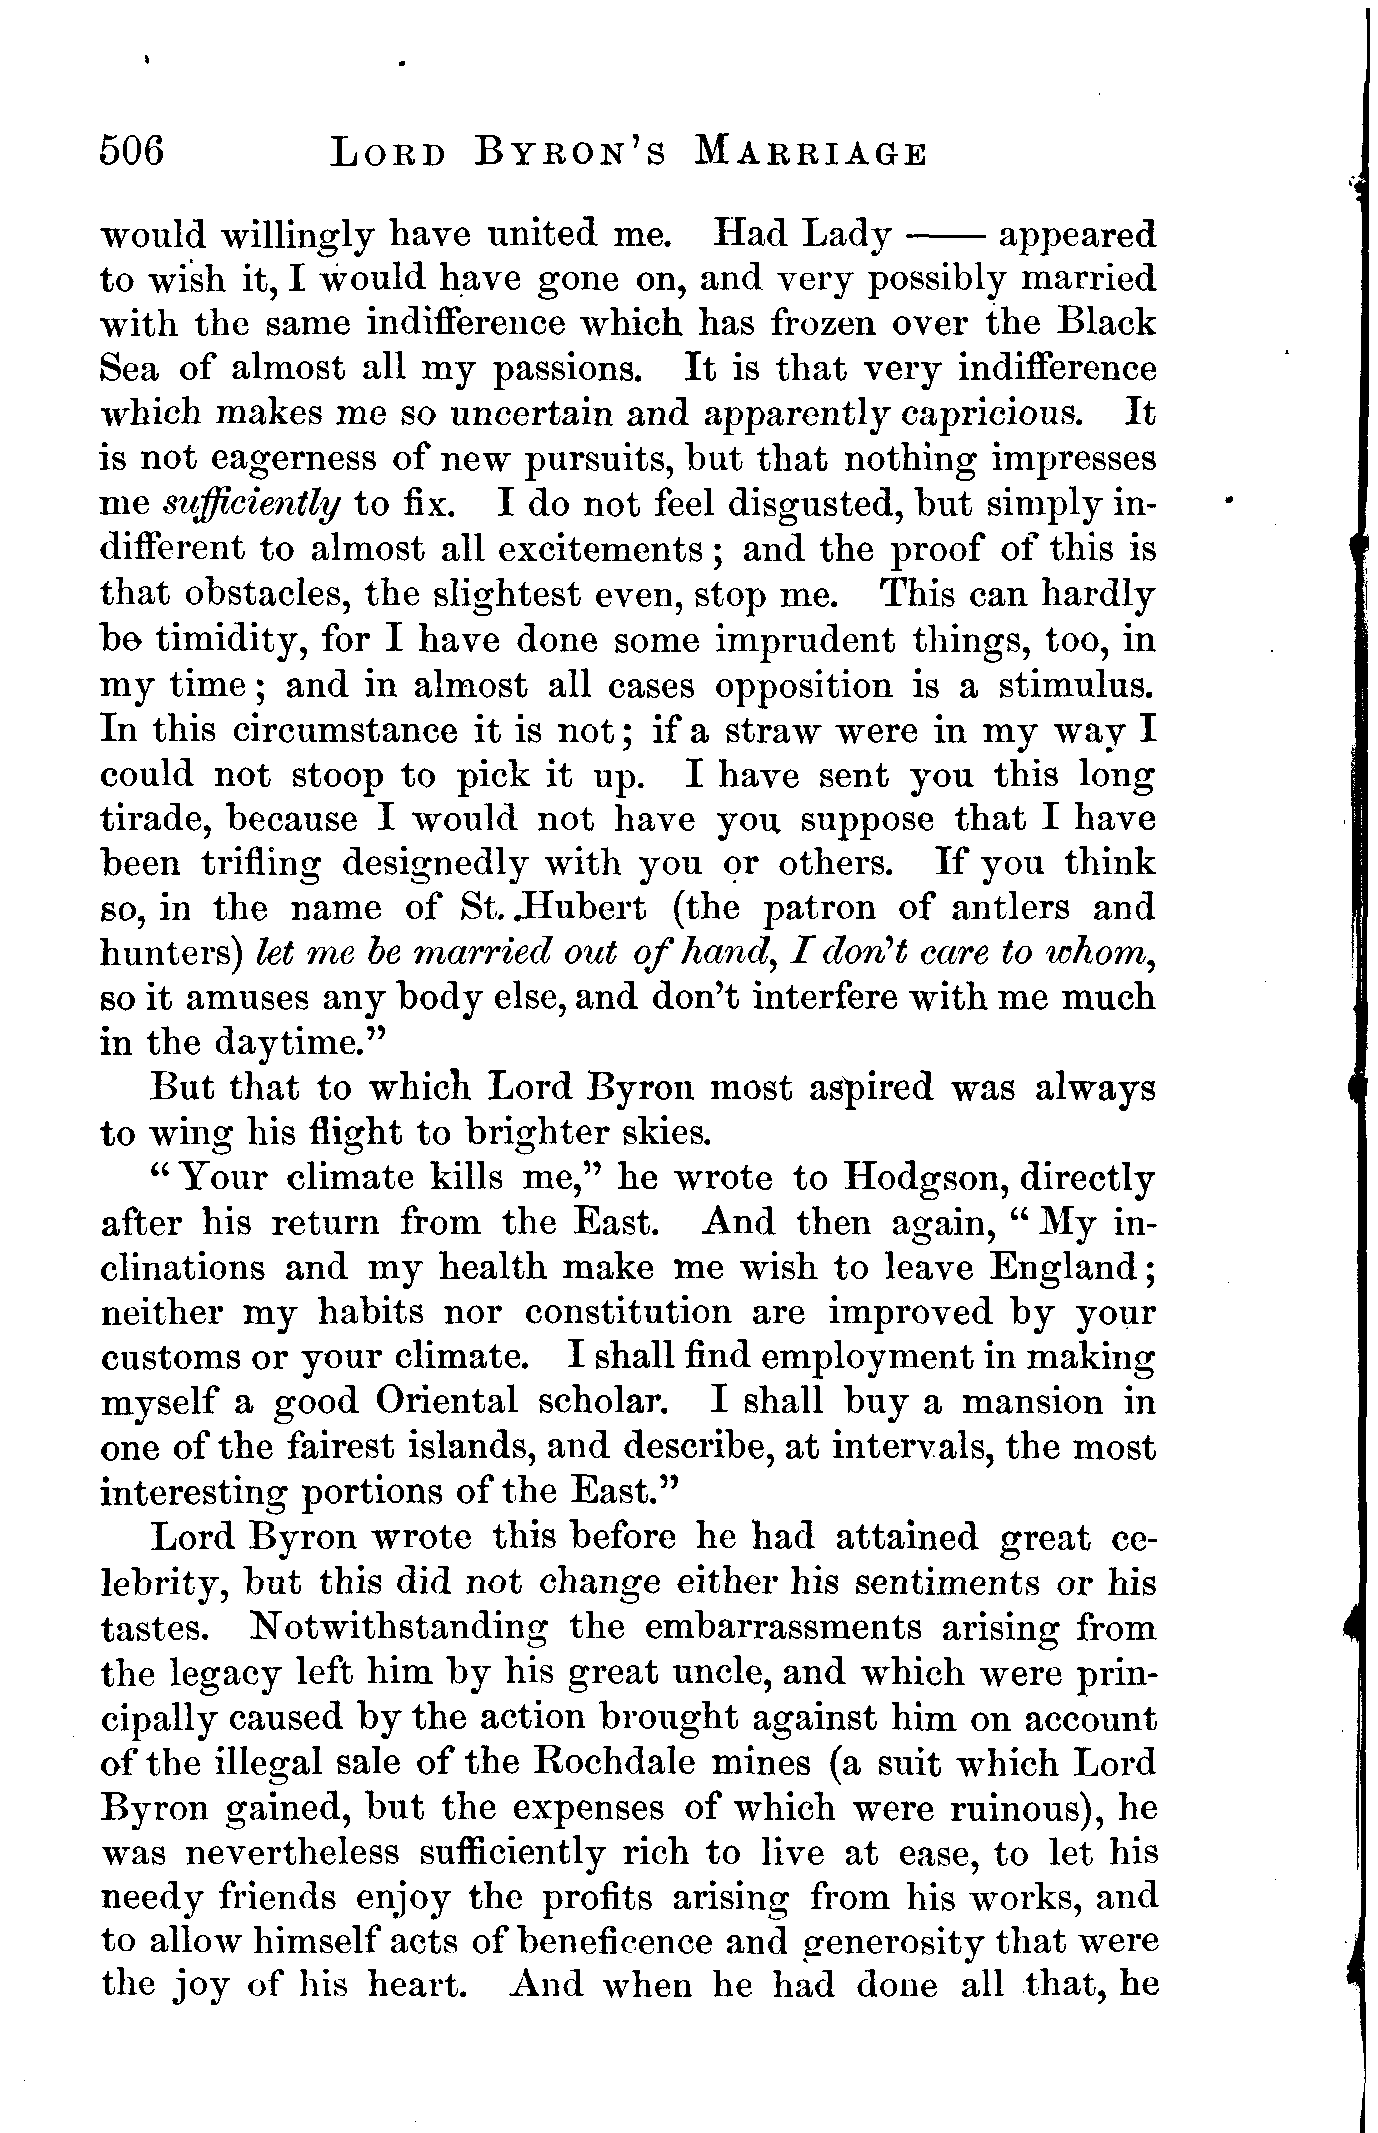 506 LORD BYRON'S MARRIAGE
would willingly have united me. Had Lady —— appeared
to wish it, I would have gone on, and very possibly married
with the same indifference which has frozen over the Black
Sea of almost all my passions. It is that very indifference
which makes me so uncertain and apparently capricious. It
is not eagerness of new pursuits, but that nothing impresses
me sufficiently to fix. I do not feel disgusted, but simply in-
different to almost all excitements; and the proof of this is
that obstacles, the slightest even, stop me. This can hardly
be timidity, for I have done some imprudent things, too, in
my time; and in almost all cases opposition is a stimulus.
In this circumstance it is not; if a straw were in my way I
could not stoop to pick it up. I have sent you this long
tirade, because I would not have you suppose that I have
been trifling designedly with you or others. If you think
so, in the name of St. Hubert (the patron of antlers and
hunters) let me be married out of hand, I don't care to whom,
so it amuses any body else, and don't interfere with me much
in the daytime."
But that to which Lord Byron most aspired was always
to wing his flight to brighter skies.
"Your climate kills me," he wrote to Hodgson, directly
after his return from the East. And then again, "My in-
clinations and my health make me wish to leave England;
neither my habits nor constitution are improved by your
customs or your climate. I shall find employment in making
myself a good Oriental scholar. I shall buy a mansion in
one of the fairest islands, and describe, at intervals, the most
interesting portions of the East."
Lord Byron wrote this before he had attained great ce-
lebrity, but this did not change either his sentiments or his
tastes. Notwithstanding the embarrassments arising from
the legacy left him by his great uncle, and which were prin-
cipally caused by the action brought against him on account
of the illegal sale of the Rochdale mines (a suit which Lord
Byron gained, but the expenses of which were ruinous), he
was nevertheless sufficiently rich to live at ease, to let his
needy friends enjoy the profits arising from his works, and
to allow himself acts of beneficence and generosity that were
the joy of his heart. And when he had done all that, he